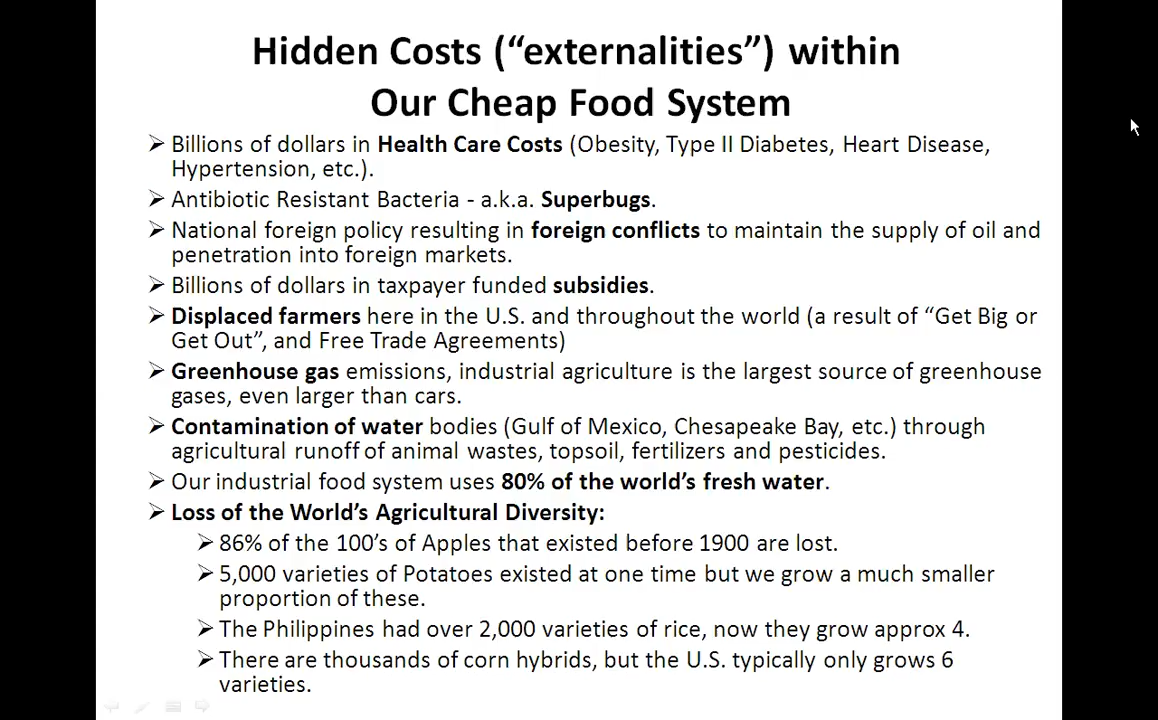 Hidden Costs (“externalities”) within
Our Cheap Food System
➢ Billions of dollars in Health Care Costs (Obesity, Type II Diabetes, Heart Disease,
Hypertension, etc.).
➢ Antibiotic Resistant Bacteria - a.k.a. Superbugs.
➢ National foreign policy resulting in foreign conflicts to maintain the supply of oil and
penetration into foreign markets.
➢ Billions of dollars in taxpayer funded subsidies.
➢ Displaced farmers here in the U.S. and throughout the world (a result of “Get Big or
Get Out”, and Free Trade Agreements)
➢ Greenhouse gas emissions, industrial agriculture is the largest source of greenhouse
gases, even larger than cars.
➢ Contamination of water bodies (Gulf of Mexico, Chesapeake Bay, etc.) through
agricultural runoff of animal wastes, topsoil, fertilizers and pesticides.
➢ Our industrial food system uses 80% of the world’s fresh water.
➢ Loss of the World’s Agricultural Diversity:
➢ 86% of the 100’s of Apples that existed before 1900 are lost.
➢ 5,000 varieties of Potatoes existed at one time but we grow a much smaller
proportion of these.
➢ The Philippines had over 2,000 varieties of rice, now they grow approx 4.
➢ There are thousands of corn hybrids, but the U.S. typically only grows 6
varieties.